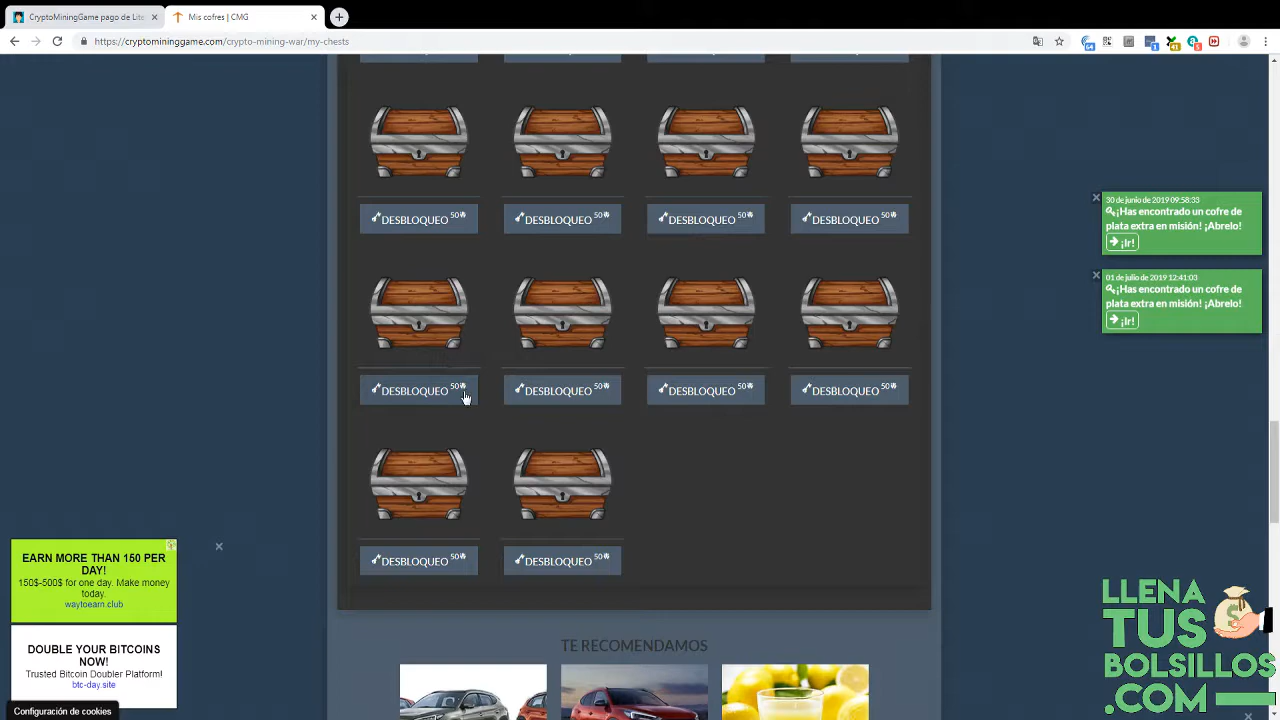 CryptoMiningGame pago de Lite
Mis cofres | CMG
https://cryptomininggame.com/crypto-mining-war/my-chests
DESBLOQUEO 50
DESBLOQUEO 50
DESBLOQUEO 50
DESBLOQUEO 50
DESBLOQUEO 50
DESBLOQUEO 50
DESBLOQUEO 50
DESBLOQUEO 50
DESBLOQUEO 50
DESBLOQUEO 50
30 de junio de 2019 09:58:33
¡Has encontrado un cofre de
plata extra en misión! ¡Abrelo!
¡Ir!
01 de julio de 2019 12:41:03
¡Has encontrado un cofre de
plata extra en misión! ¡Abrelo!
¡Ir!
EARN MORE THAN 150 PER
DAY!
150$-500$ for one day. Make money
today.
waytoearn.club
DOUBLE YOUR BITCOINS
NOW!
Trusted Bitcoin Doubler Platform!
btc-day.site
Configuración de cookies
TE RECOMENDAMOS
LLENA
TUS
BOLSILLOS
.COM